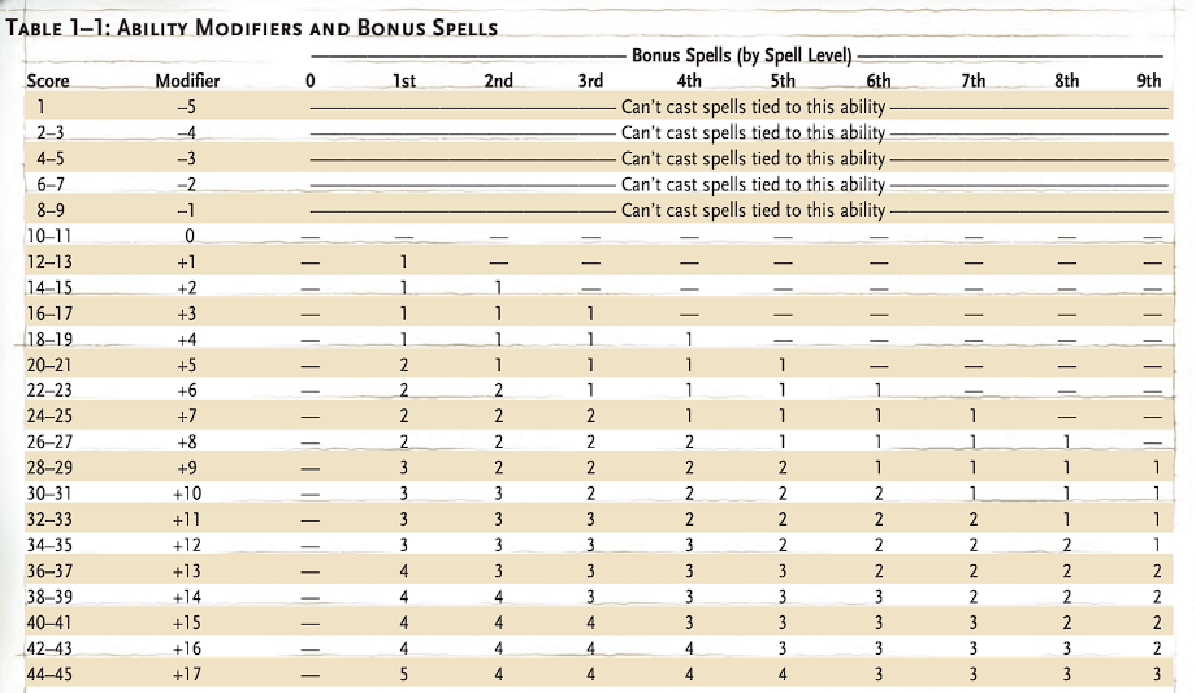 TABLE 1–1: ABILITY MODIFIERS AND BONUS SPELLS
Bonus Spells (by Spell Level)
Score Modifier 0 1st 2nd 3rd 4th 5th 6th 7th 8th 9th
1 –5 Can't cast spells tied to this ability
2–3 –4 Can't cast spells tied to this ability
4–5 –3 Can't cast spells tied to this ability
6–7 –2 Can't cast spells tied to this ability
8–9 –1 Can't cast spells tied to this ability
10–11 0 — — — — — — — — — —
12–13 +1 — 1 — — — — — — — —
14–15 +2 — 1 1 — — — — — — —
16–17 +3 — 1 1 1 — — — — — —
18–19 +4 — 1 1 1 1 — — — — —
20–21 +5 — 2 1 1 1 1 — — — —
22–23 +6 — 2 2 1 1 1 1 — — —
24–25 +7 — 2 2 2 1 1 1 1 — —
26–27 +8 — 2 2 2 2 1 1 1 1 —
28–29 +9 — 3 2 2 2 2 1 1 1 1
30–31 +10 — 3 3 2 2 2 2 1 1 1
32–33 +11 — 3 3 3 2 2 2 2 1 1
34–35 +12 — 3 3 3 3 2 2 2 2 1
36–37 +13 — 4 3 3 3 3 2 2 2 2
38–39 +14 — 4 4 3 3 3 3 2 2 2
40–41 +15 — 4 4 4 3 3 3 3 2 2
42–43 +16 — 4 4 4 4 3 3 3 3 2
44–45 +17 — 5 4 4 4 4 3 3 3 3